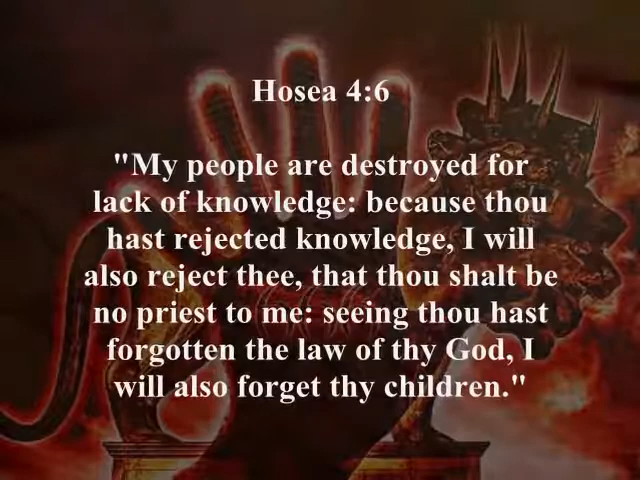 Hosea 4:6
"My people are destroyed for
lack of knowledge: because thou
hast rejected knowledge, I will
also reject thee, that thou shalt be
no priest to me: seeing thou hast
forgotten the law of thy God, I
will also forget thy children."